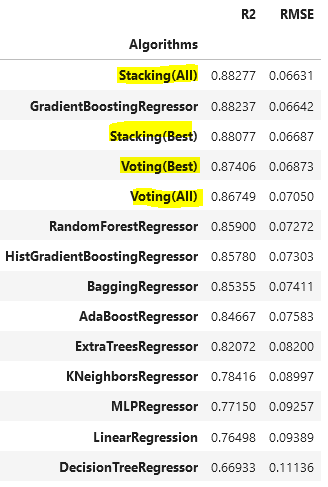 R2 RMSE
Algorithms
Stacking(All) 0.88277 0.06631
GradientBoostingRegressor 0.88237 0.06642
Stacking(Best) 0.88077 0.06687
Voting(Best) 0.87406 0.06873
Voting(All) 0.86749 0.07050
RandomForestRegressor 0.85900 0.07272
HistGradientBoostingRegressor 0.85780 0.07303
BaggingRegressor 0.85355 0.07411
AdaBoostRegressor 0.84667 0.07583
ExtraTreesRegressor 0.82072 0.08200
KNeighborsRegressor 0.78416 0.08997
MLPRegressor 0.77150 0.09257
LinearRegression 0.76498 0.09389
DecisionTreeRegressor 0.66933 0.11136